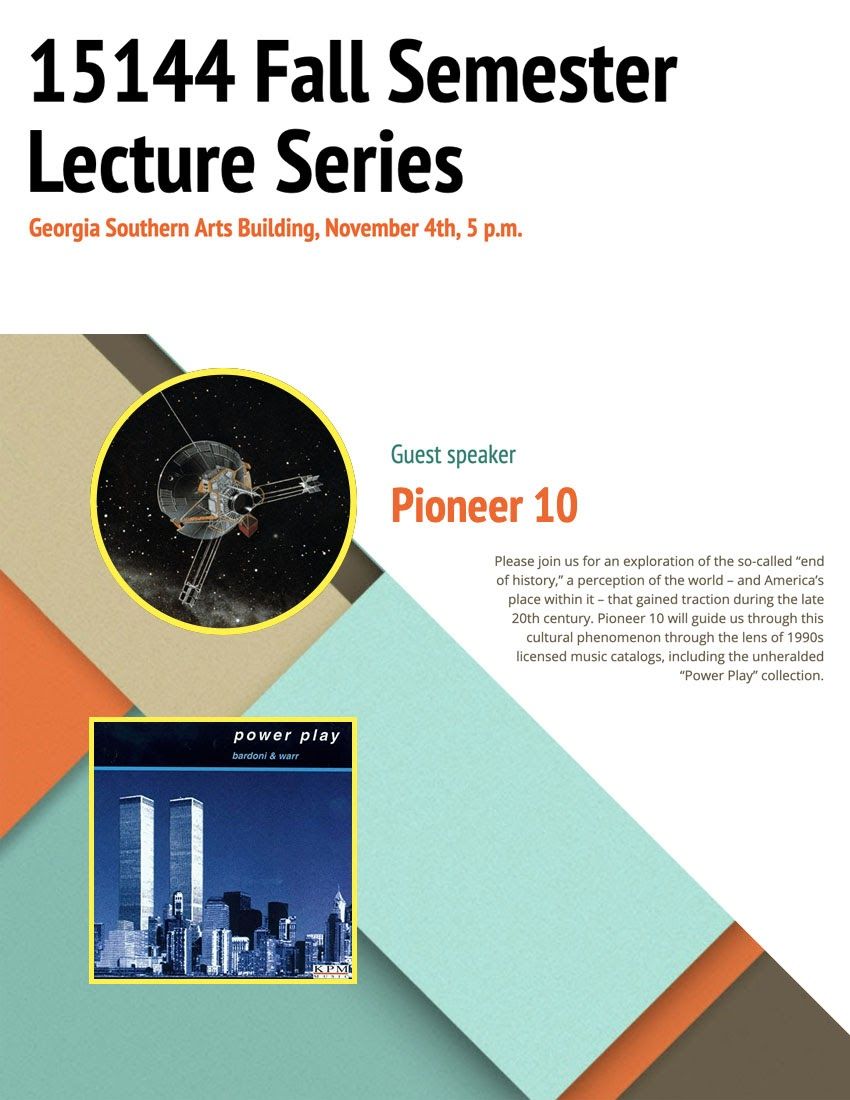 15144 Fall Semester
Lecture Series
Georgia Southern Arts Building, November 4th, 5 p.m.
Guest speaker
Pioneer 10
Please join us for an exploration of the so-called “end
of history,” a perception of the world – and America’s
place within it – that gained traction during the late
20th century. Pioneer 10 will guide us through this
cultural phenomenon through the lens of 1990s
licensed music catalogs, including the unheralded
“Power Play” collection.
power play
bardoni & warr
KPM
MUSIC